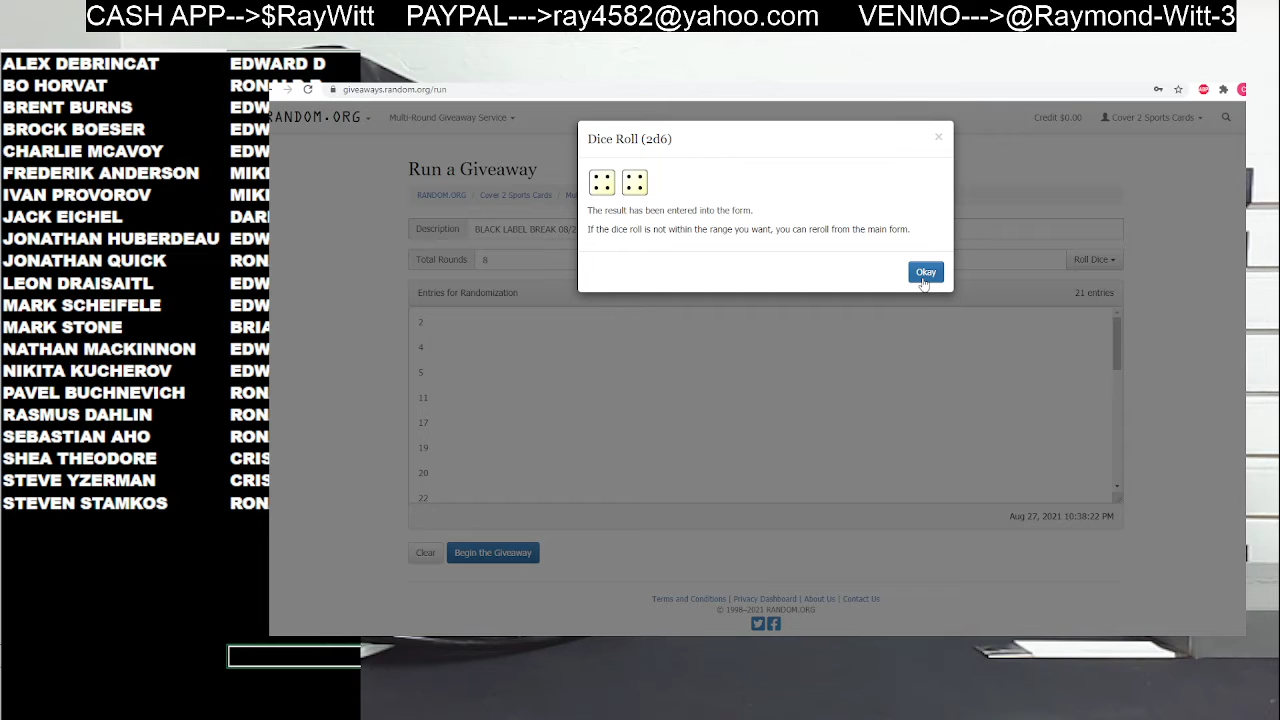 CASH APP-->$RayWitt PAYPAL--->ray4582@yahoo.com VENMO--->@Raymond-Witt-3
ALEX DEBRINCAT EDWARD D
BO HORVAT
BRENT BURNS
BROCK BOESER
CHARLIE MCAVOY
FREDERIK ANDERSON
IVAN PROVOROV
JACK EICHEL
JONATHAN HUBERDEAU
JONATHAN QUICK
LEON DRAISAITL
MARK SCHEIFELE
MARK STONE
NATHAN MACKINNON
NIKITA KUCHEROV
PAVEL BUCHNEVICH
RASMUS DAHLIN
SEBASTIAN AHO
SHEA THEODORE
STEVE YZERMAN
STEVEN STAMKOS
giveaways.random.org/run
RANDOM.ORG Multi-Round Giveaway Service Credit $0.00 Cover 2 Sports Cards
Run a Giveaway
RANDOM.ORG / Cover 2 Sports Cards /
Description BLACK LABEL BREAK 08/2
Total Rounds 8 Roll Dice
Entries for Randomization 21 entries
2
4
5
11
17
19
20
22
Aug 27, 2021 10:38:22 PM
Clear Begin the Giveaway
Dice Roll (2d6) ×
The result has been entered into the form.
If the dice roll is not within the range you want, you can reroll from the main form.
Okay
Terms and Conditions | Privacy Dashboard | About Us | Contact Us
© 1998–2021 RANDOM.ORG